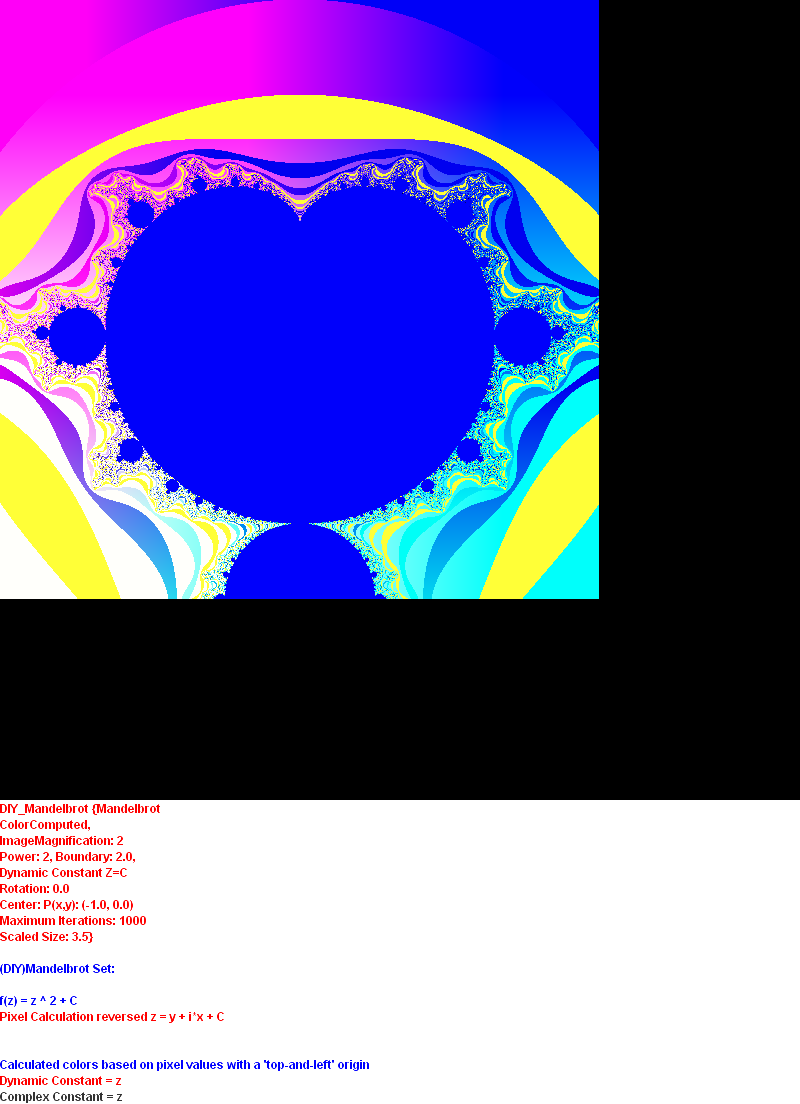 DIY_Mandelbrot {Mandelbrot
ColorComputed,
ImageMagnification: 2
Power: 2, Boundary: 2.0,
Dynamic Constant Z=C
Rotation: 0.0
Center: P(x,y): (-1.0, 0.0)
Maximum Iterations: 1000
Scaled Size: 3.5}
(DIY)Mandelbrot Set:
f(z) = z ^ 2 + C
Pixel Calculation reversed z = y + i*x + C
Calculated colors based on pixel values with a 'top-and-left' origin
Dynamic Constant = z
Complex Constant = z